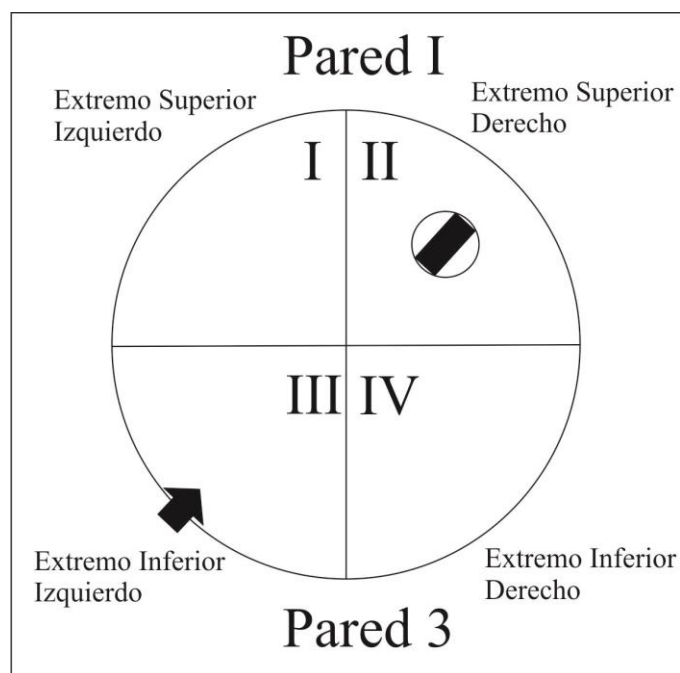 Pared I
Extremo Superior
Izquierdo
Extremo Superior
Derecho
I
II
III
IV
Extremo Inferior
Izquierdo
Extremo Inferior
Derecho
Pared 3